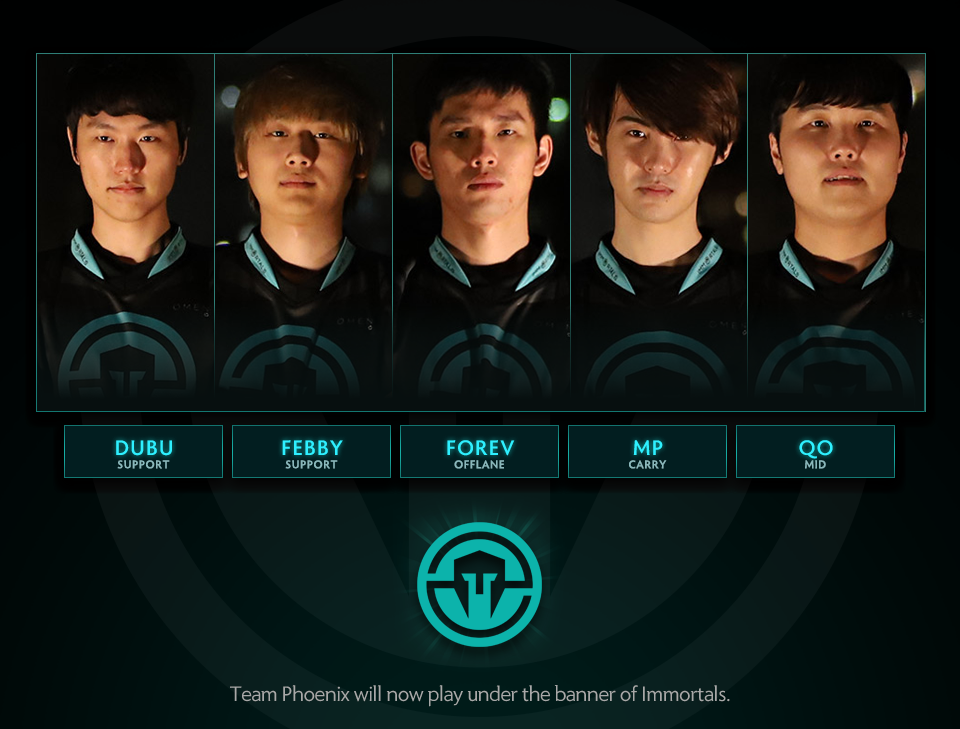 OMEN
DUBU
SUPPORT
FEBBY
SUPPORT
FOREV
OFFLANE
MP
CARRY
QO
MID
Team Phoenix will now play under the banner of Immortals.